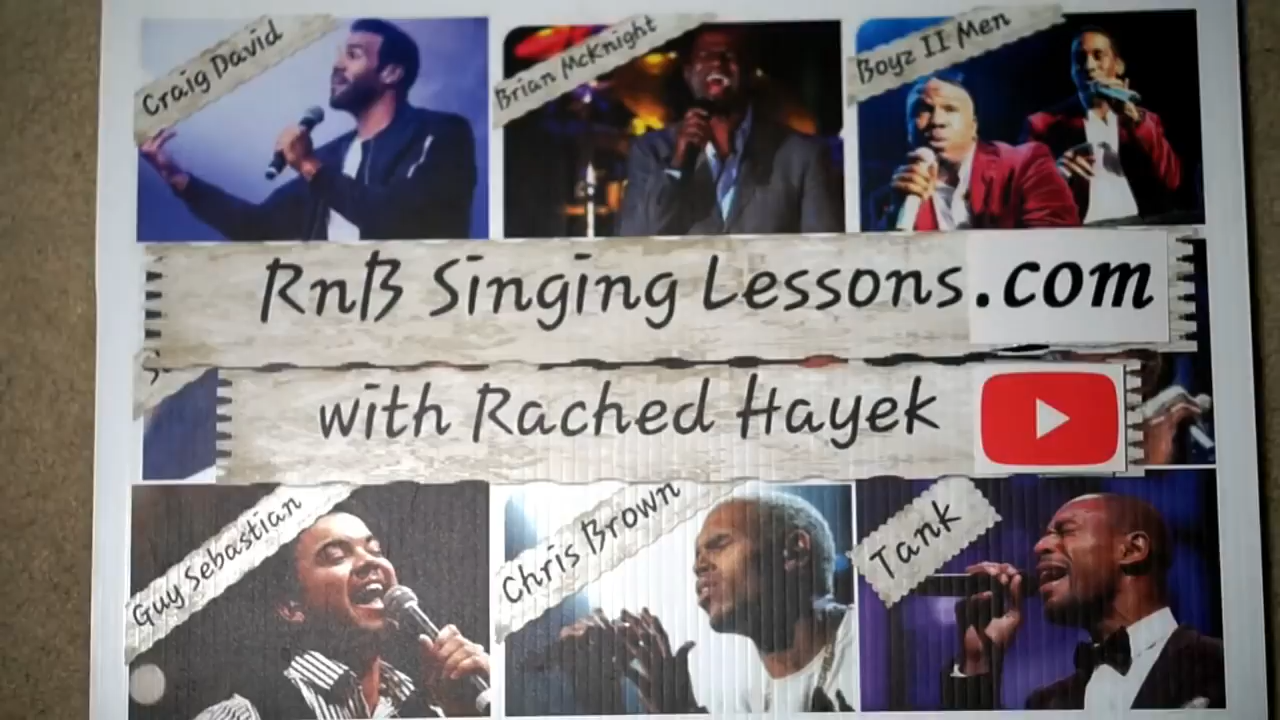 Craig David
Brian McKnight
Boyz II Men
RnB Singing Lessons.com
with Rached Hayek
Guy Sebastian
Chris Brown
Tank